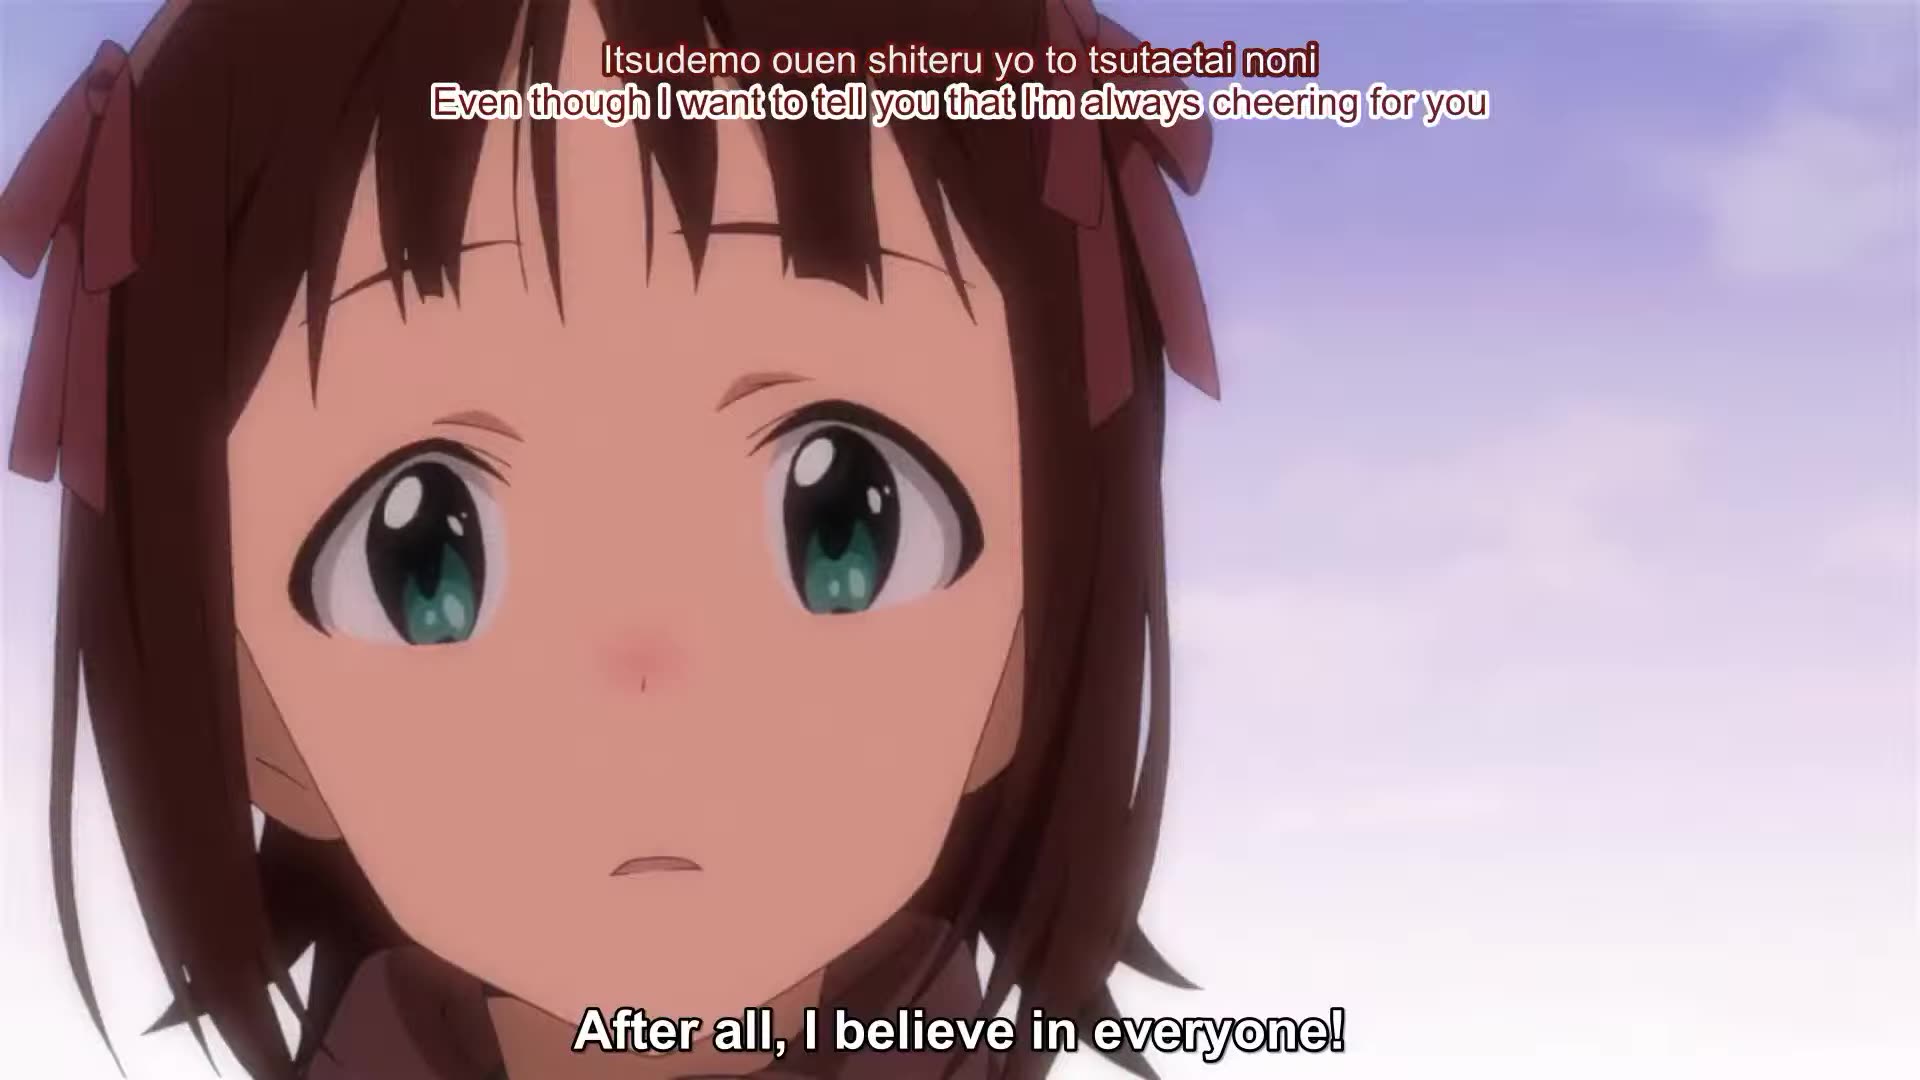 Itsudemo ouen shiteru yo to tsutaetai noni
Even though I want to tell you that I'm always cheering for you
After all, I believe in everyone!